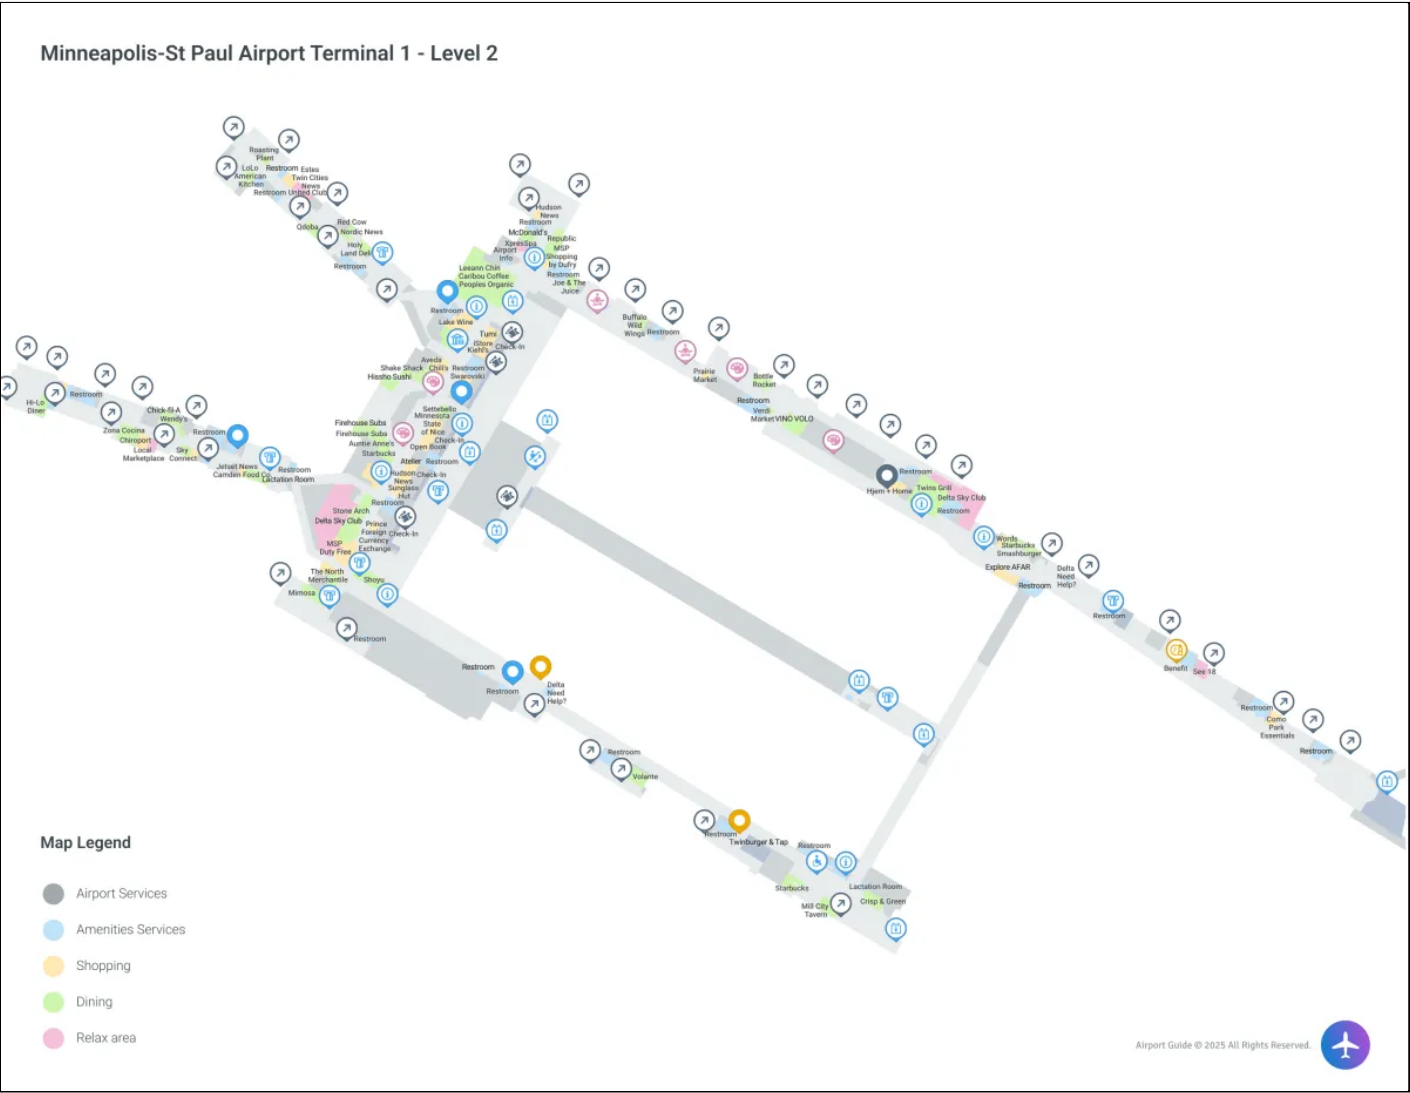 Minneapolis-St Paul Airport Terminal 1 - Level 2
Roasting
Plant
LoLo
American
Kitchen
Restroom
Estes
Twin Cities
News
Restroom
United Club
Qdoba
Red Cow
Nordic News
Holy
Land Deli
Restroom
Hudson
News
Restroom
McDonald's
XpresSpa
Airport
Info
Republic
MSP
Shopping
by Dufry
Restroom
Joe & The
Juice
Leeann Chin
Caribou Coffee
Peoples Organic
Restroom
Lake Wine
Tumi
iStore
Kiehl's
Check-In
Aveda
Chili's
Shake Shack
Hissho Sushi
Restroom
Swarovski
Settebello
Minnesota
State
of Nice
Check-In
Open Book
Firehouse Subs
Firehouse Subs
Auntie Anne's
Starbucks
Atelier
Restroom
Hudson
News
Check-In
Sunglass
Hut
Restroom
Stone Arch
Delta Sky Club
Prince
Foreign
Currency
Exchange
Check-In
MSP
Duty Free
The North
Merchantile
Shoyu
Mimosa
Restroom
Hi-Lo
Diner
Restroom
Chick-fil-A
Wendy's
Zona Cocina
Chiroport
Local
Marketplace
Sky
Connect
Restroom
Jetset News
Camden Food Co
Restroom
Lactation Room
Buffalo
Wild
Wings
Restroom
Prairie
Market
Bottle
Rocket
Restroom
Verdi
Market
VINO VOLO
Restroom
Hjem + Home
Twins Grill
Delta Sky Club
Restroom
Words
Starbucks
Smashburger
Explore AFAR
Restroom
Delta
Need
Help?
Restroom
Benefit
See 18
Restroom
Como
Park
Essentials
Restroom
Restroom
Restroom
Delta
Need
Help?
Restroom
Volante
Restroom
Twinburger & Tap
Restroom
Starbucks
Mill City
Tavern
Lactation Room
Crisp & Green
Map Legend
Airport Services
Amenities Services
Shopping
Dining
Relax area
Airport Guide © 2025 All Rights Reserved.